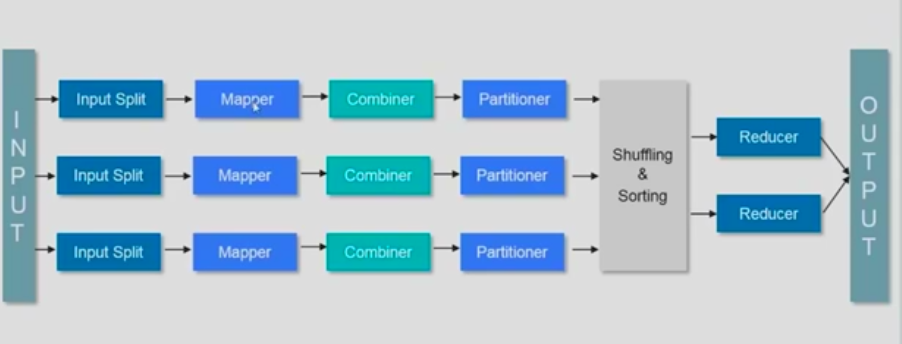 INPUT
Input Split
Mapper
Combiner
Partitioner
Input Split
Mapper
Combiner
Partitioner
Input Split
Mapper
Combiner
Partitioner
Shuffling
&
Sorting
Reducer
Reducer
OUTPUT